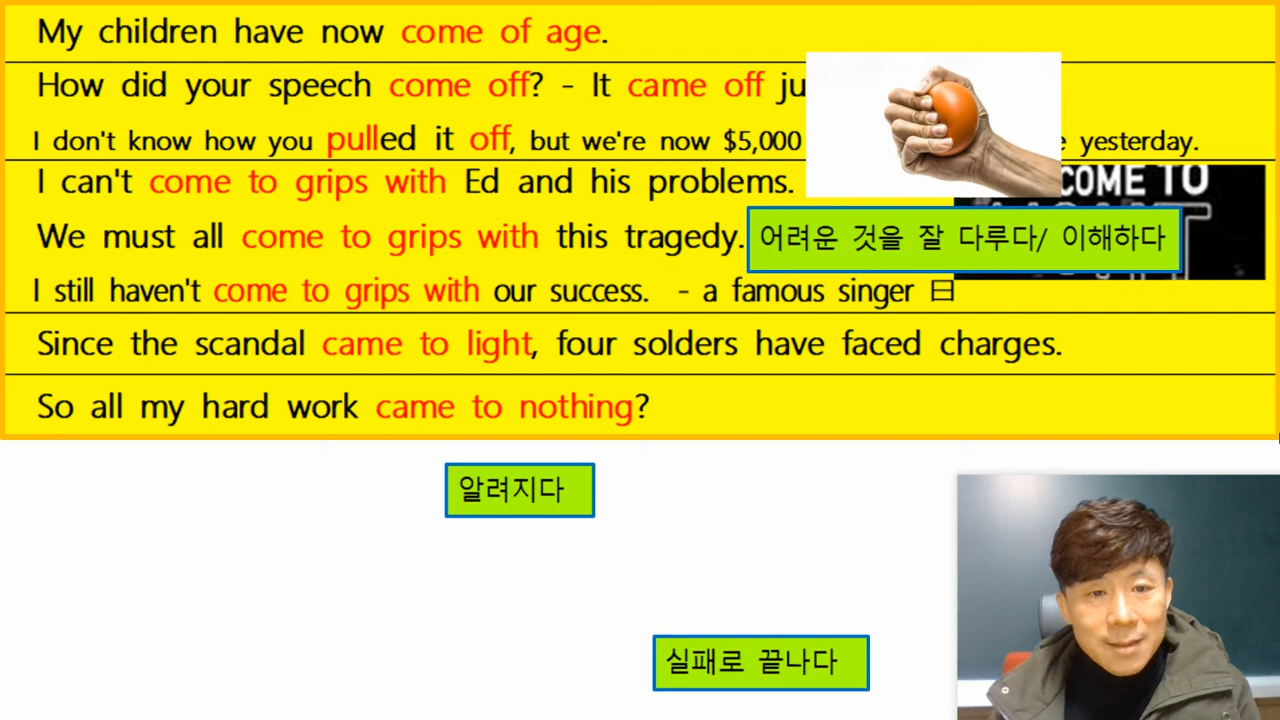 My children have now come of age.
How did your speech come off? - It came off
I don't know how you pulled it off, but we're now $5,000 yesterday.
I can't come to grips with Ed and his problems.
COME TO
We must all come to grips with this tragedy.
어려운 것을 잘 다루다/ 이해하다
I still haven't come to grips with our success. - a famous singer 曰
Since the scandal came to light, four solders have faced charges.
So all my hard work came to nothing?
알려지다
실패로 끝나다